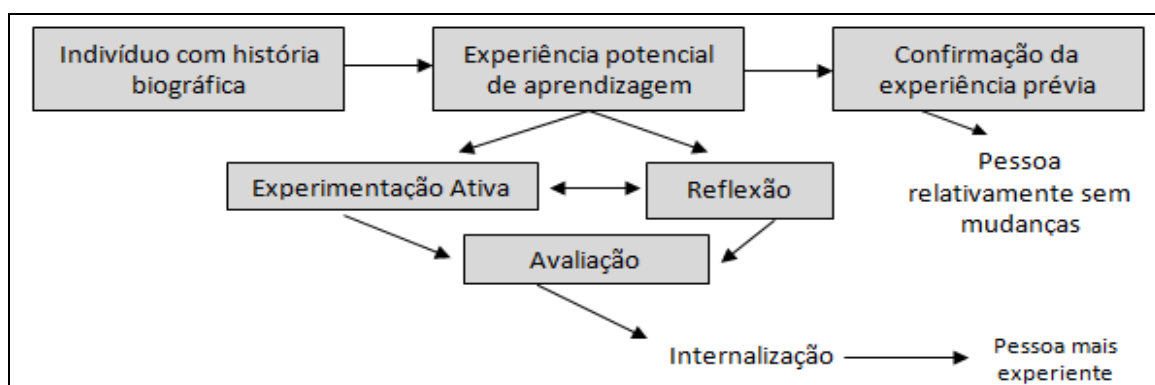 Indivíduo com história
biográfica
Experiência potencial
de aprendizagem
Confirmação da
experiência prévia
Experimentação Ativa
Reflexão
Pessoa
relativamente sem
mudanças
Avaliação
Internalização
Pessoa mais
experiente